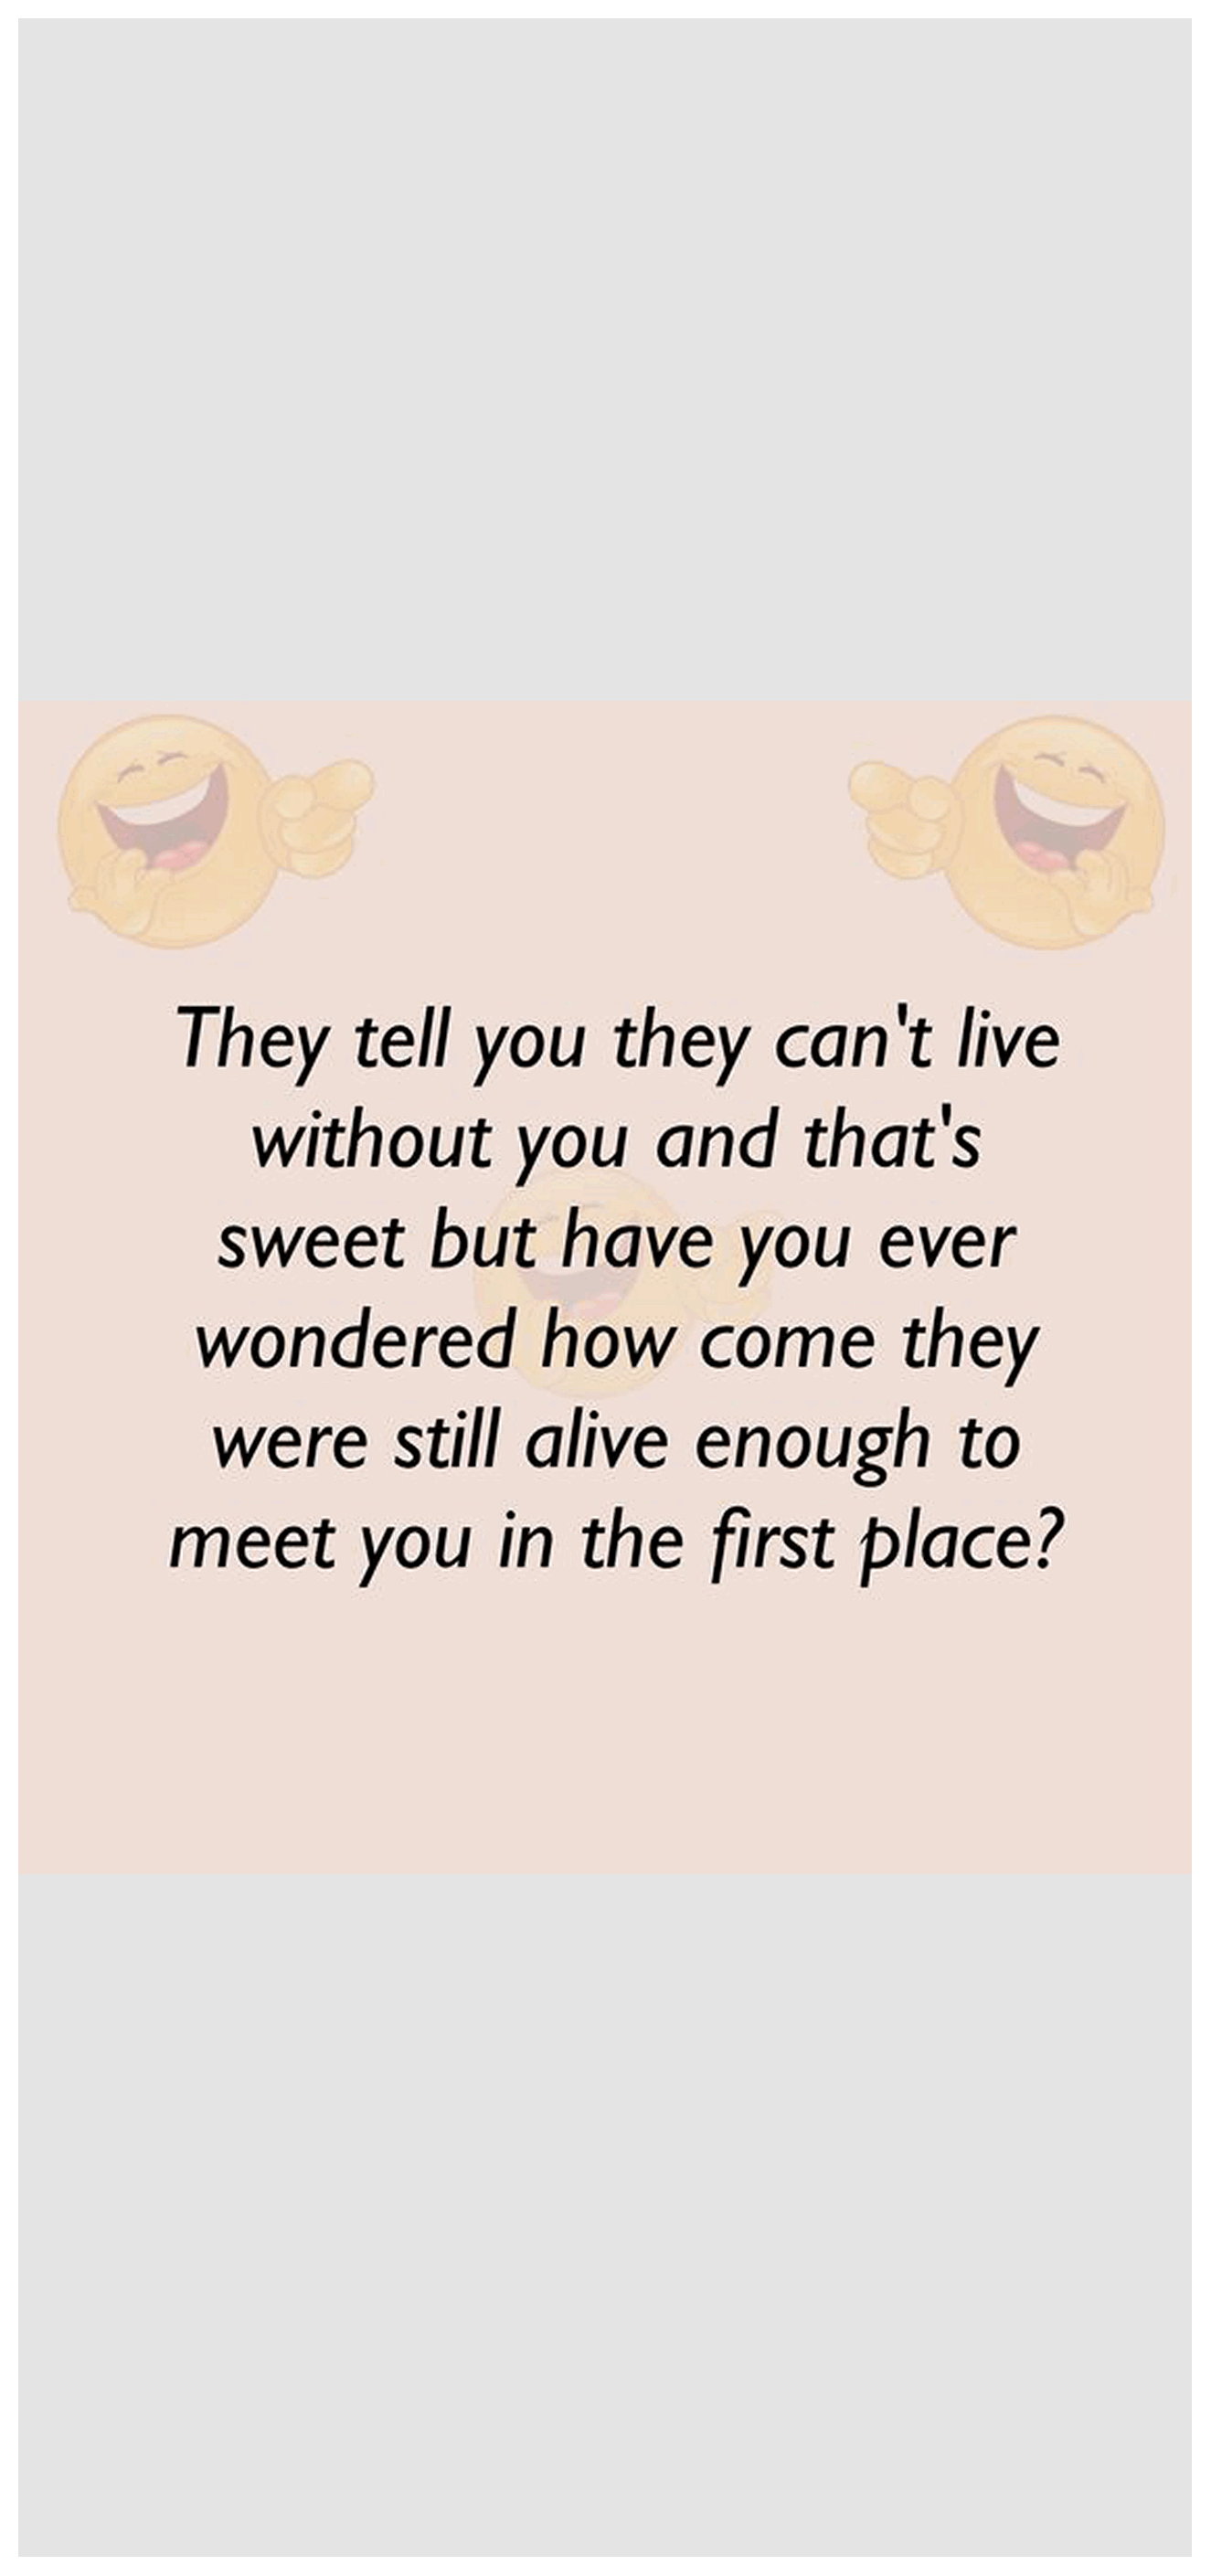 They tell you they can't live
without you and that's
sweet but have you ever
wondered how come they
were still alive enough to
meet you in the first place?